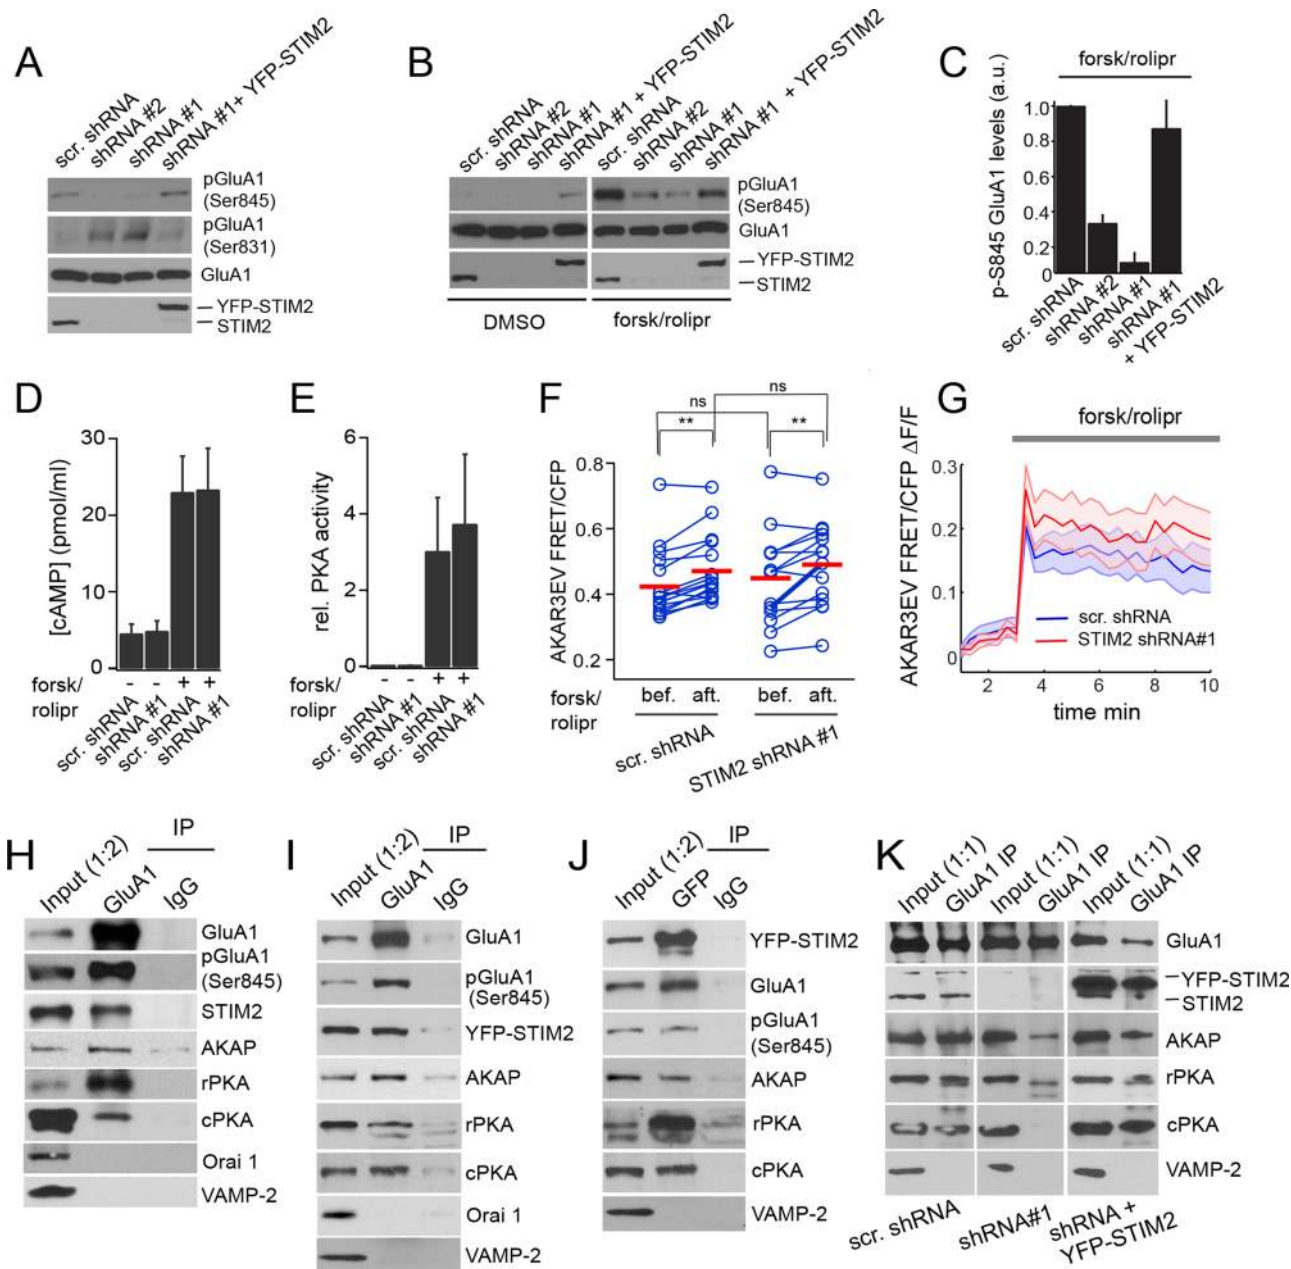 A
scr. shRNA
shRNA #2
shRNA #1
shRNA #1+ YFP-STIM2
pGluA1
(Ser845)
pGluA1
(Ser831)
GluA1
YFP-STIM2
STIM2
B
scr. shRNA
shRNA #2
shRNA #1
shRNA #1 + YFP-STIM2
scr. shRNA
shRNA #2
shRNA #1
shRNA #1 + YFP-STIM2
pGluA1
(Ser845)
GluA1
YFP-STIM2
STIM2
DMSO
forsk/rolipr
C
forsk/rolipr
p-S845 GluA1 levels (a.u.)
1.0
0.8
0.6
0.4
0.2
0
scr. shRNA
shRNA #2
shRNA #1
shRNA #1
+ YFP-STIM2
D
[cAMP] (pmol/ml)
30
20
10
0
forsk/
rolipr
- - + +
scr. shRNA
shRNA #1
scr. shRNA
shRNA #1
E
rel. PKA activity
6
4
2
0
forsk/
rolipr
- - + +
scr. shRNA
shRNA #1
scr. shRNA
shRNA #1
F
ns
ns
**
**
AKAR3EV FRET/CFP
0.8
0.6
0.4
0.2
forsk/
rolipr
bef. aft. bef. aft.
scr. shRNA
STIM2 shRNA #1
G
forsk/rolipr
AKAR3EV FRET/CFP ΔF/F
0.3
0.2
0.1
0
scr. shRNA
STIM2 shRNA#1
2 4 6 8 10
time min
H
IP
Input (1:2)
GluA1
IgG
GluA1
pGluA1
(Ser845)
STIM2
AKAP
rPKA
cPKA
Orai 1
VAMP-2
I
IP
Input (1:2)
GluA1
IgG
GluA1
pGluA1
(Ser845)
YFP-STIM2
AKAP
rPKA
cPKA
Orai 1
VAMP-2
J
IP
Input (1:2)
GFP
IgG
YFP-STIM2
GluA1
pGluA1
(Ser845)
AKAP
rPKA
cPKA
VAMP-2
K
Input (1:1)
GluA1 IP
Input (1:1)
GluA1 IP
Input (1:1)
GluA1 IP
GluA1
YFP-STIM2
STIM2
AKAP
rPKA
cPKA
VAMP-2
scr. shRNA
shRNA#1
shRNA +
YFP-STIM2